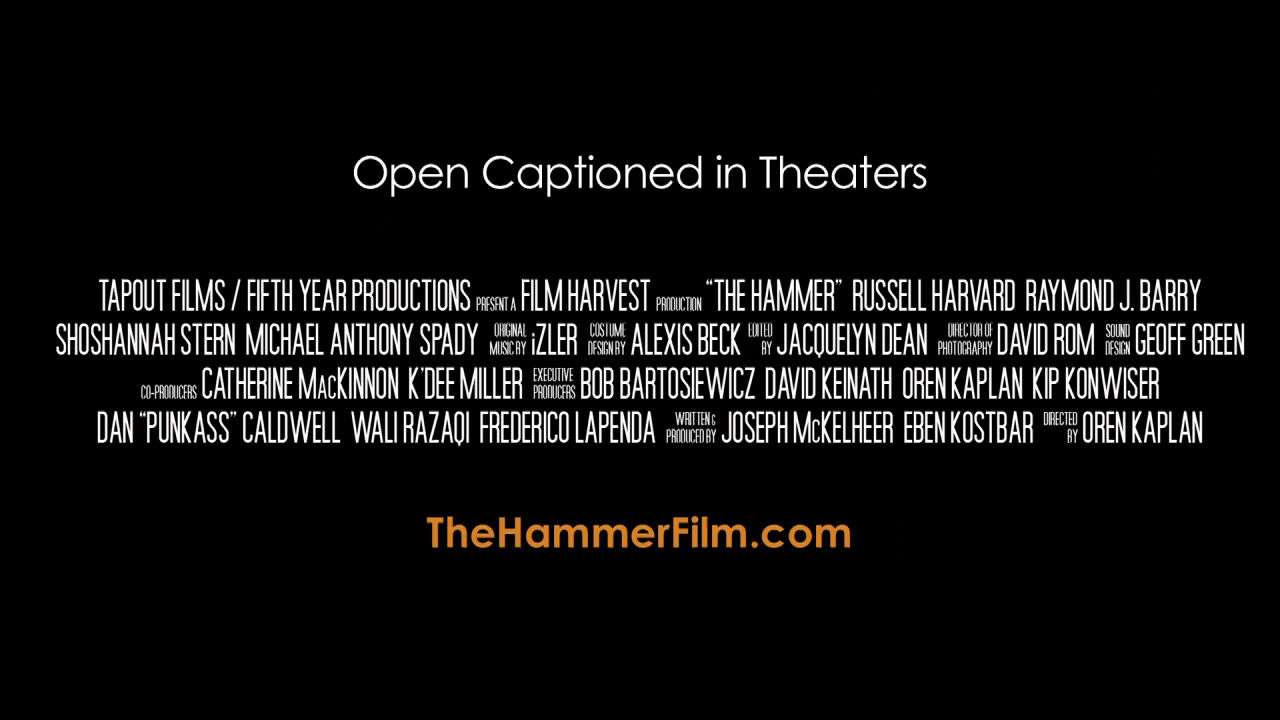 Open Captioned in Theaters
TAPOUT FILMS / FIFTH YEAR PRODUCTIONS PRESENT A FILM HARVEST PRODUCTION “THE HAMMER” RUSSELL HARVARD RAYMOND J. BARRY
SHOSHANNAH STERN MICHAEL ANTHONY SPADY ORIGINAL MUSIC BY iZLER COSTUME DESIGN BY ALEXIS BECK EDITED BY JACQUELYN DEAN DIRECTOR OF PHOTOGRAPHY DAVID ROM SOUND DESIGN GEOFF GREEN
CO-PRODUCERS CATHERINE MACKINNON K'DEE MILLER EXECUTIVE PRODUCERS BOB BARTOSIEWICZ DAVID KEINATH OREN KAPLAN KIP KONWISER
DAN “PUNKASS” CALDWELL WALI RAZAQI FREDERICO LAPENDA WRITTEN & PRODUCED BY JOSEPH McKELHEER EBEN KOSTBAR DIRECTED BY OREN KAPLAN
TheHammerFilm.com